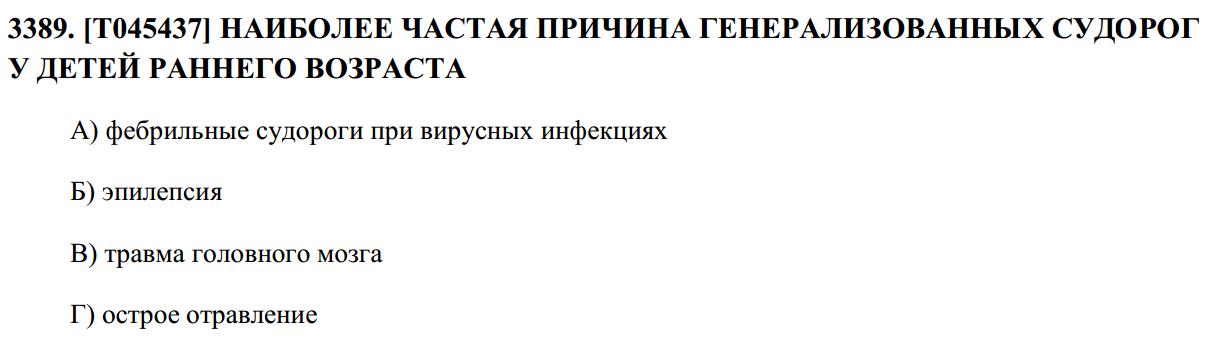 3389. [T045437] НАИБОЛЕЕ ЧАСТАЯ ПРИЧИНА ГЕНЕРАЛИЗОВАННЫХ СУДОРОГ
У ДЕТЕЙ РАННЕГО ВОЗРАСТА
А) фебрильные судороги при вирусных инфекциях
Б) эпилепсия
В) травма головного мозга
Г) острое отравление